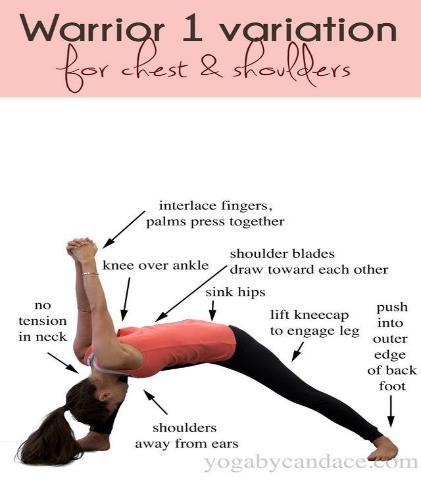 Warrior 1 variation
for chest & shoulders
interlace fingers,
palms press together
knee over ankle
shoulder blades
draw toward each other
sink hips
no
tension
in neck
lift kneecap
to engage leg
push
into
outer
edge
of back
foot
shoulders
away from ears
yogabycandace.com